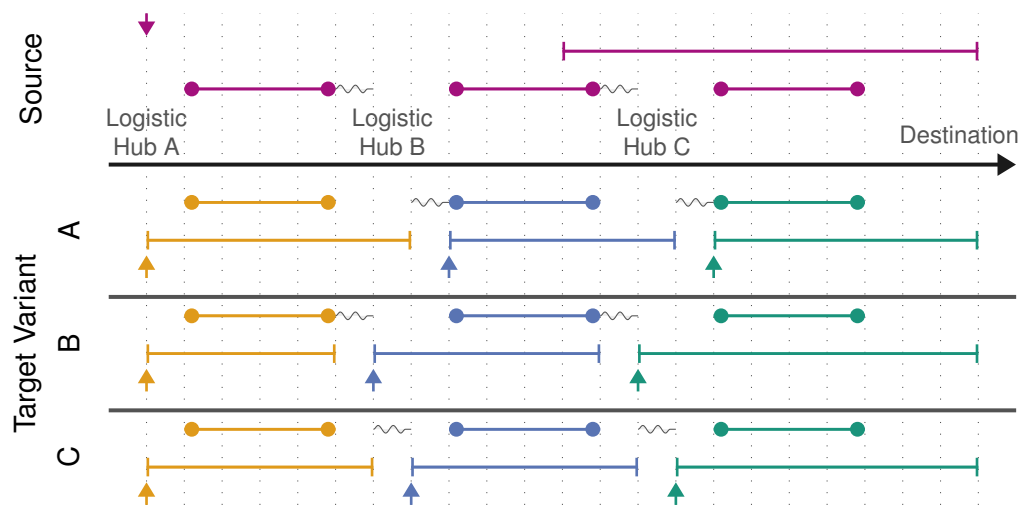 Source
Logistic
Hub A
Logistic
Hub B
Logistic
Hub C
Destination
Target Variant
A
B
C